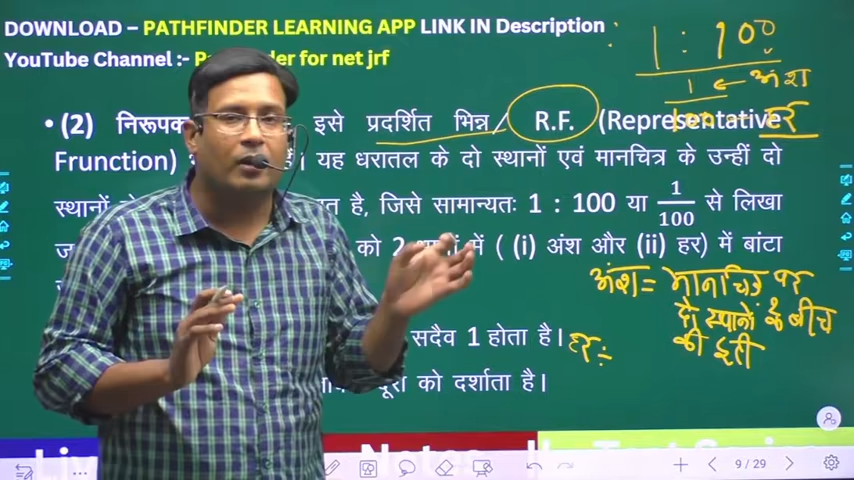 DOWNLOAD – PATHFINDER LEARNING APP LINK IN Description
YouTube Channel :- P der for net jrf
1 : 100
1 ← अंश
100 हर
• (2) निरूपक इसे प्रदर्शित भिन्न/ R.F. (Representative
Frunction) हैं। यह धरातल के दो स्थानों एवं मानचित्र के उन्हीं दो
स्थानों है, जिसे सामान्यतः 1 : 100 या 1/100 से लिखा
को 2 में ( (i) अंश और (ii) हर) में बांटा
अंश = मानचित्र पर
दो स्थानों के बीच
की दूरी
सदैव 1 होता है।
हर :-
को दर्शाता है।
9 / 29